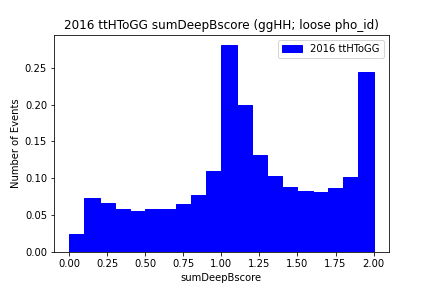 2016 ttHToGG sumDeepBscore (ggHH; loose pho_id)
2016 ttHToGG
Number of Events
0.25
0.20
0.15
0.10
0.05
0.00
0.00 0.25 0.50 0.75 1.00 1.25 1.50 1.75 2.00
sumDeepBscore